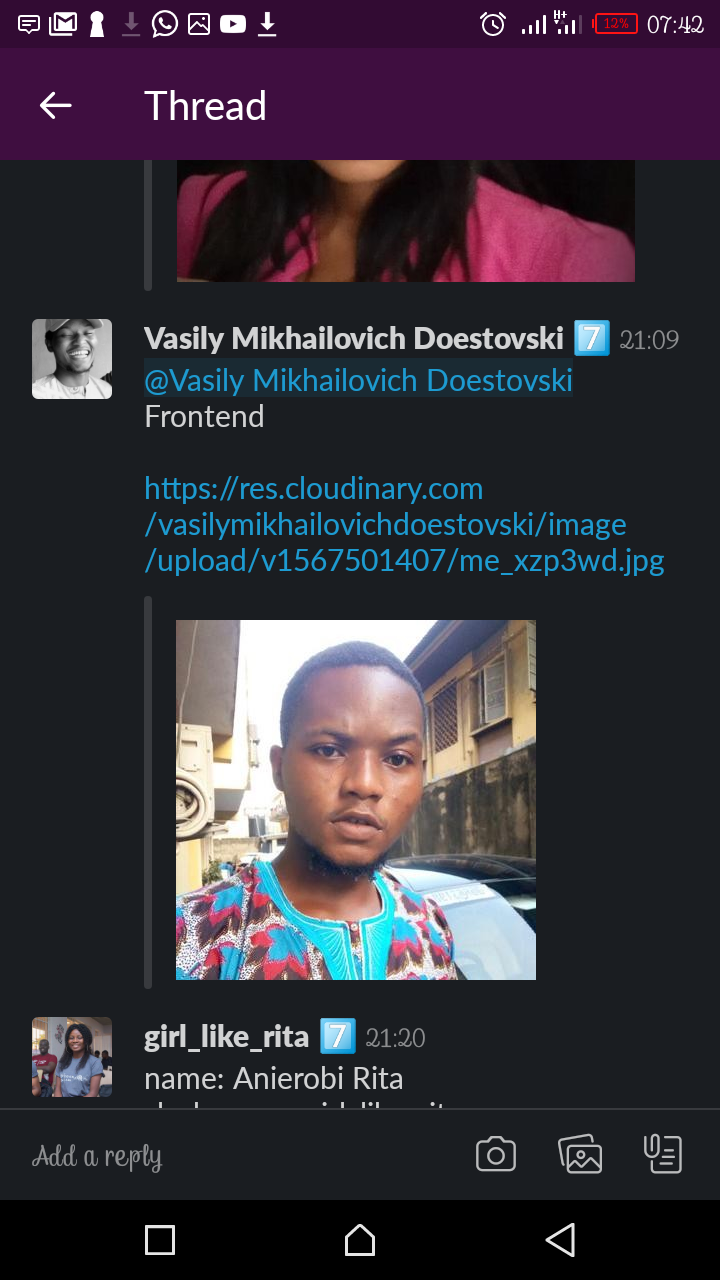 H+
12%
07:42
Thread
Vasily Mikhailovich Doestovski 7 21:09
@Vasily Mikhailovich Doestovski
Frontend
https://res.cloudinary.com
/vasilymikhailovichdoestovski/image
/upload/v1567501407/me_xzp3wd.jpg
girl_like_rita 7 21:20
name: Anierobi Rita
Add a reply